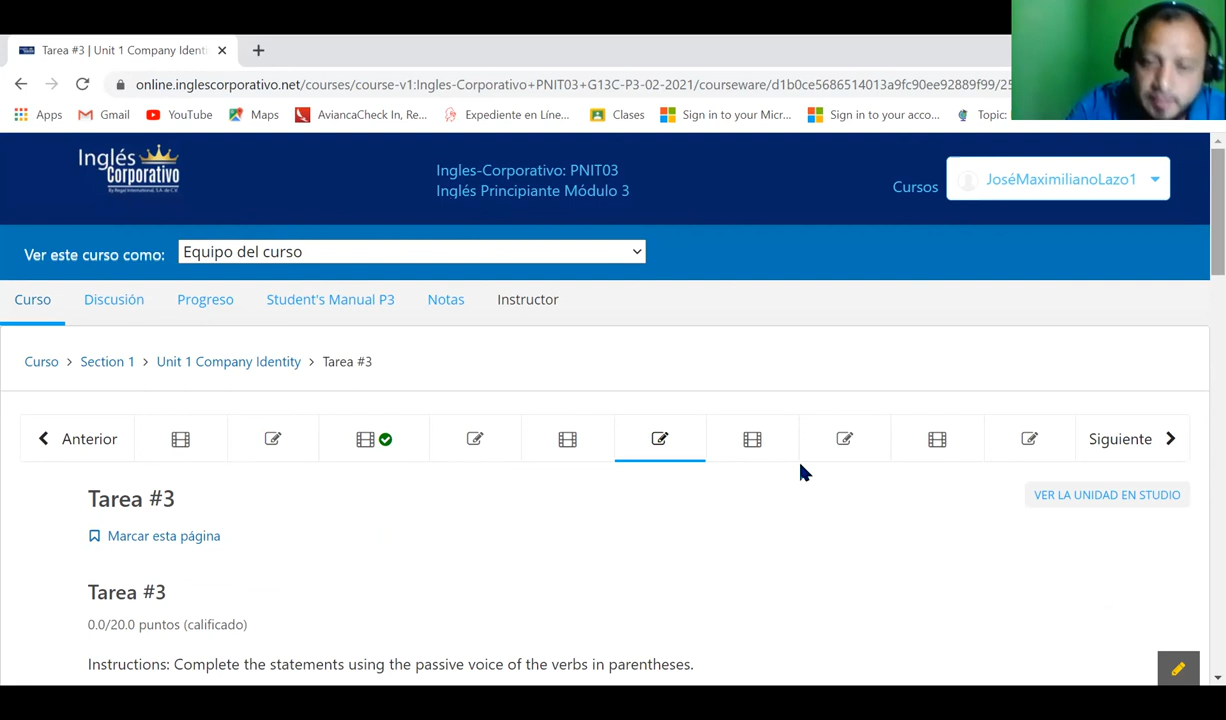 Tarea #3 | Unit 1 Company Identi
online.inglescorporativo.net/courses/course-v1:Ingles-Corporativo+PNIT03+G13C-P3-02-2021/courseware/d1b0ce5686514013a9fc90ee92889f99/25
Apps Gmail YouTube Maps AviancaCheck In, Re... Expediente en Líne... Clases Sign in to your Micr... Sign in to your acco... Topic:
Inglés
Corporativo
By Regal International, S.A. de C.V.
Ingles-Corporativo: PNIT03
Inglés Principiante Módulo 3
Cursos
JoséMaximilianoLazo1
Ver este curso como: Equipo del curso
Curso Discusión Progreso Student's Manual P3 Notas Instructor
Curso > Section 1 > Unit 1 Company Identity > Tarea #3
Anterior Siguiente
Tarea #3
VER LA UNIDAD EN STUDIO
Marcar esta página
Tarea #3
0.0/20.0 puntos (calificado)
Instructions: Complete the statements using the passive voice of the verbs in parentheses.